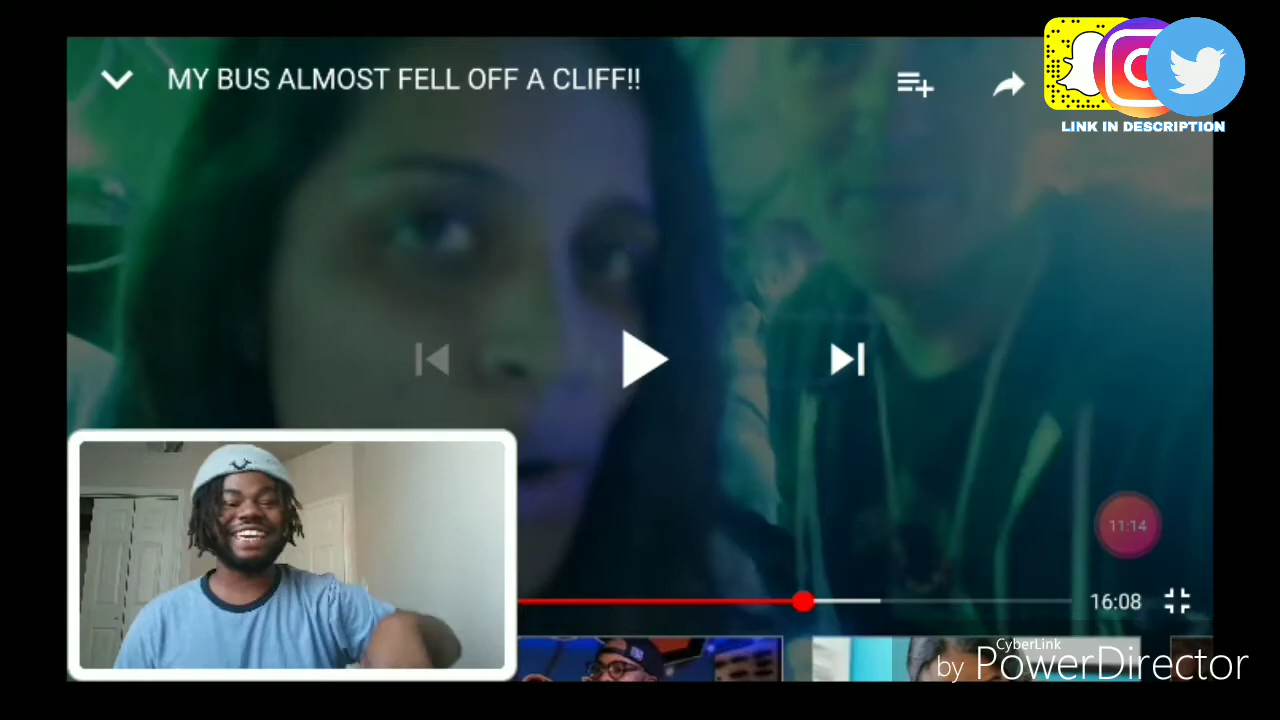 MY BUS ALMOST FELL OFF A CLIFF!!
LINK IN DESCRIPTION
11:14
16:08
CyberLink
by PowerDirector